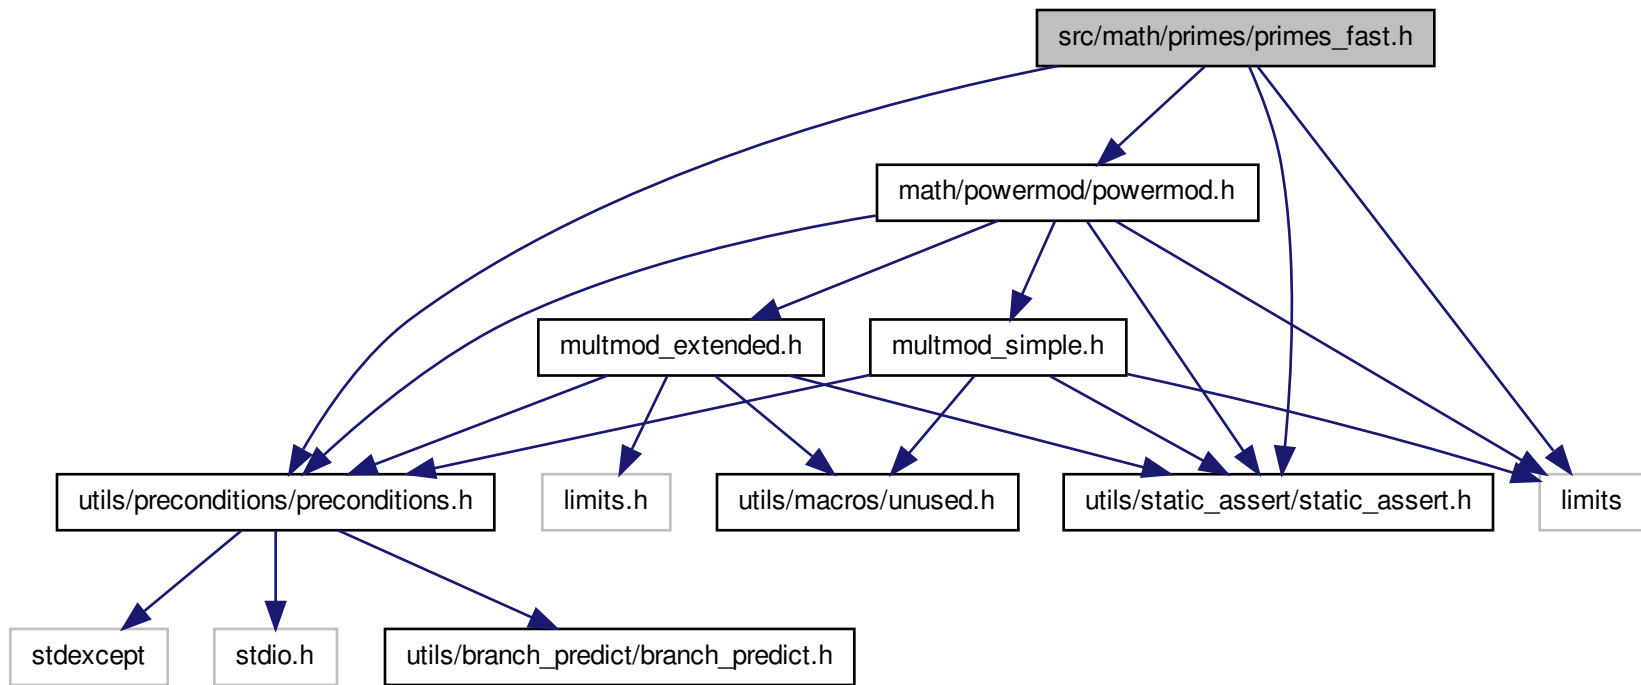 src/math/primes/primes_fast.h
math/powermod/powermod.h
multmod_extended.h
multmod_simple.h
utils/preconditions/preconditions.h
limits.h
utils/macros/unused.h
utils/static_assert/static_assert.h
limits
stdexcept
stdio.h
utils/branch_predict/branch_predict.h